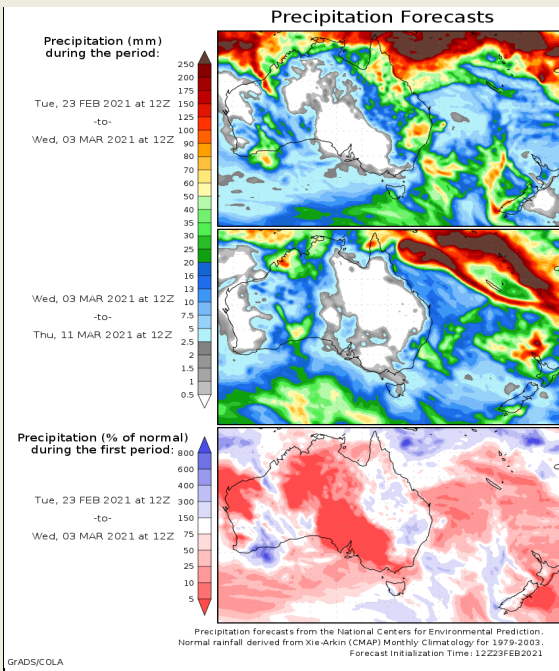 Precipitation Forecasts
Precipitation (mm)
during the period:
Tue, 23 FEB 2021 at 12Z
-to-
Wed, 03 MAR 2021 at 12Z
250
200
175
150
125
100
90
80
70
60
50
40
35
30
25
20
16
13
10
7.5
5
2.5
2
1.5
1
0.5
Wed, 03 MAR 2021 at 12Z
-to-
Thu, 11 MAR 2021 at 12Z
Precipitation (% of normal)
during the first period:
Tue, 23 FEB 2021 at 12Z
-to-
Wed, 03 MAR 2021 at 12Z
800
600
400
300
150
75
50
25
10
5
Precipitation forecasts from the National Centers for Environmental Prediction.
Normal rainfall derived from Xie-Arkin (CMAP) Monthly Climatology for 1979-2003.
Forecast Initialization Time: 12Z23FEB2021
GrADS/COLA